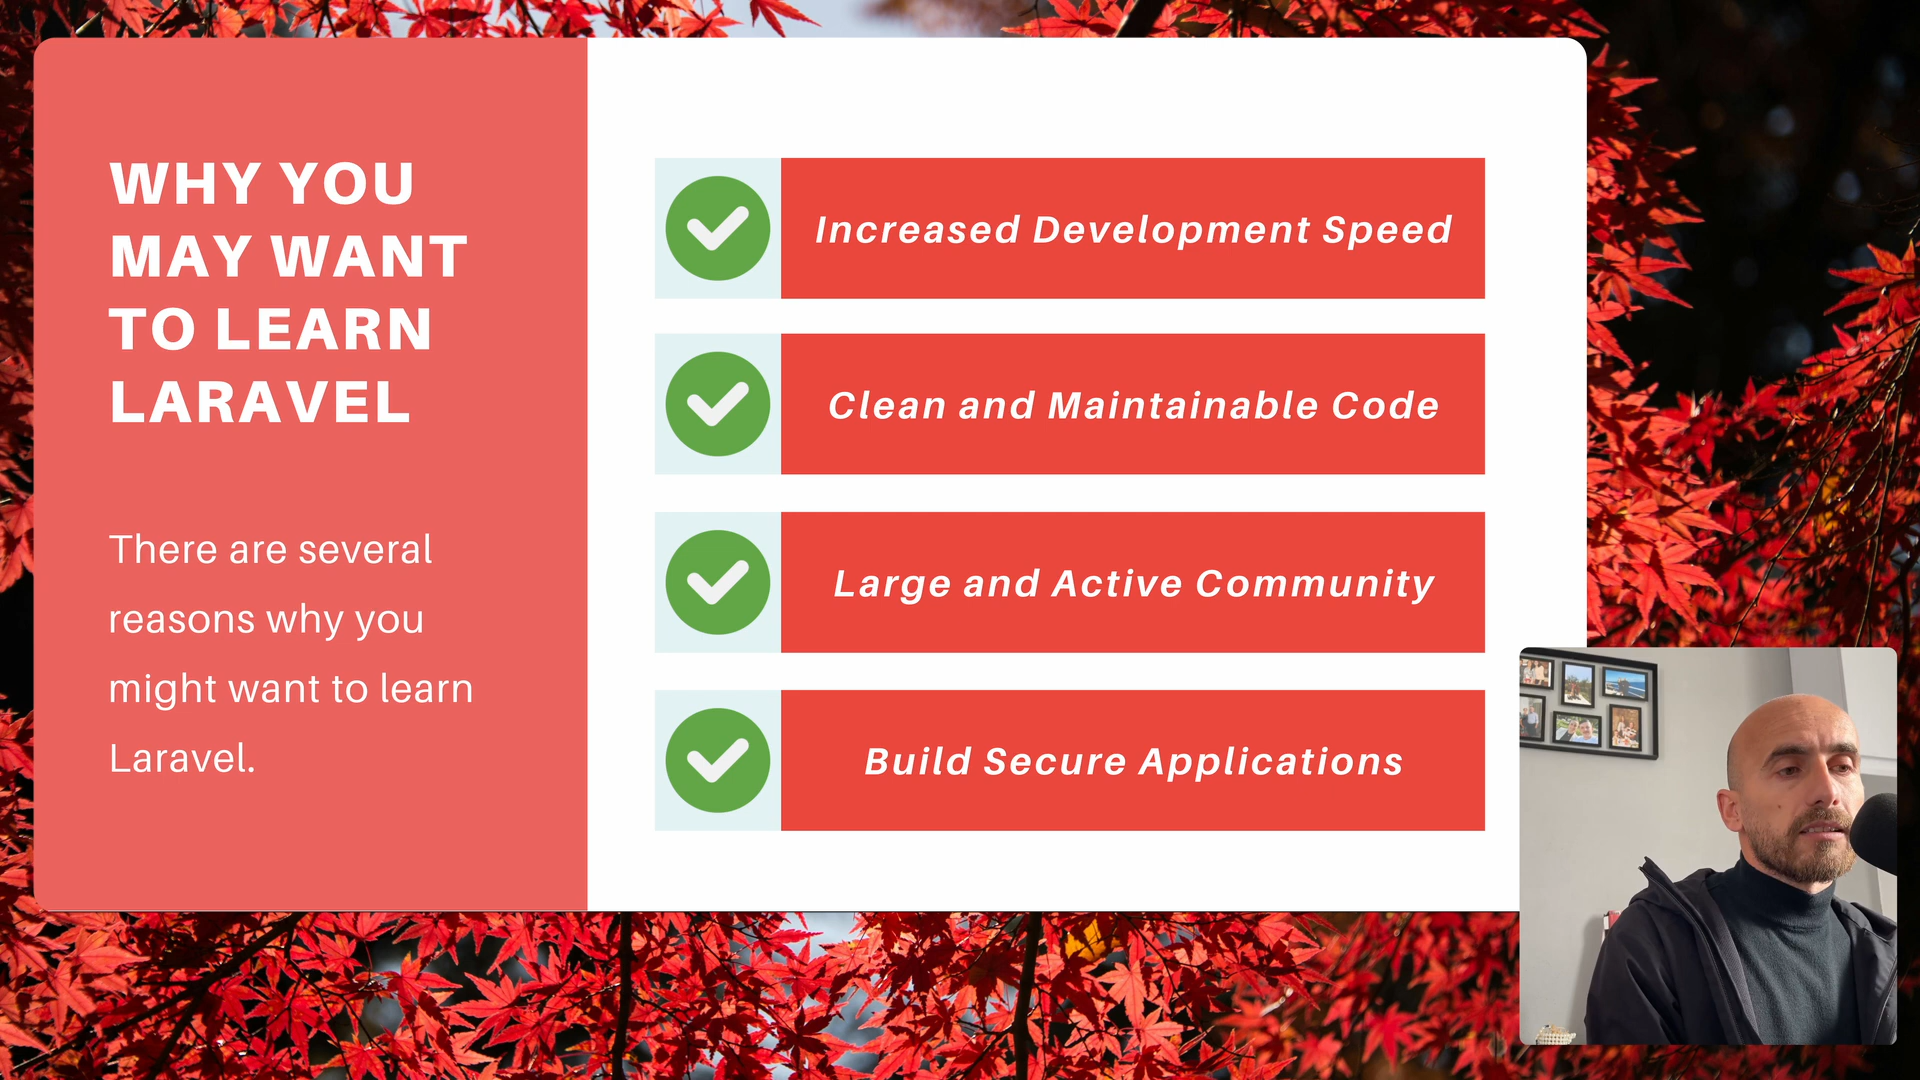 WHY YOU
MAY WANT
TO LEARN
LARAVEL
There are several
reasons why you
might want to learn
Laravel.
Increased Development Speed
Clean and Maintainable Code
Large and Active Community
Build Secure Applications